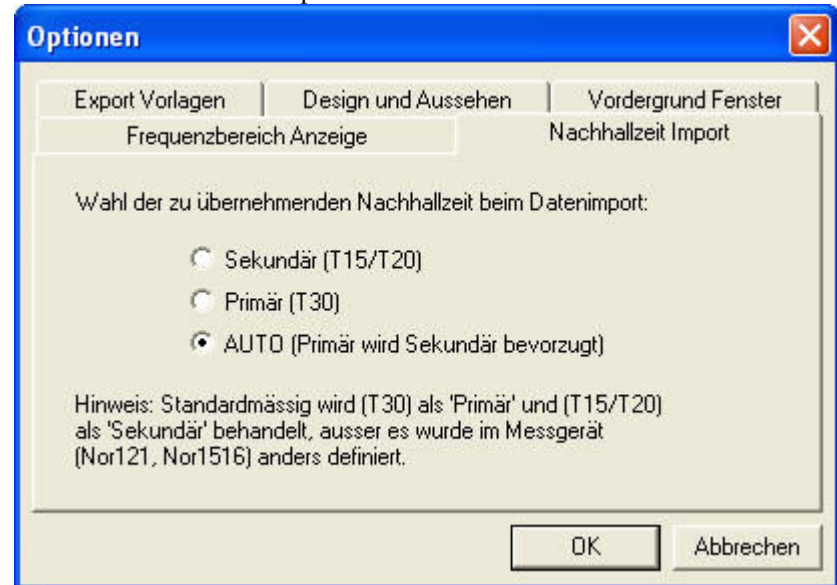 Optionen
Export Vorlagen
Design und Aussehen
Vordergrund Fenster
Frequenzbereich Anzeige
Nachhallzeit Import
Wahl der zu übernehmenden Nachhallzeit beim Datenimport:
Sekundär (T15/T20)
Primär (T30)
AUTO (Primär wird Sekundär bevorzugt)
Hinweis: Standardmässig wird (T30) als 'Primär' und (T15/T20)
als 'Sekundär' behandelt, ausser es wurde im Messgerät
(Nor121, Nor1516) anders definiert.
OK
Abbrechen